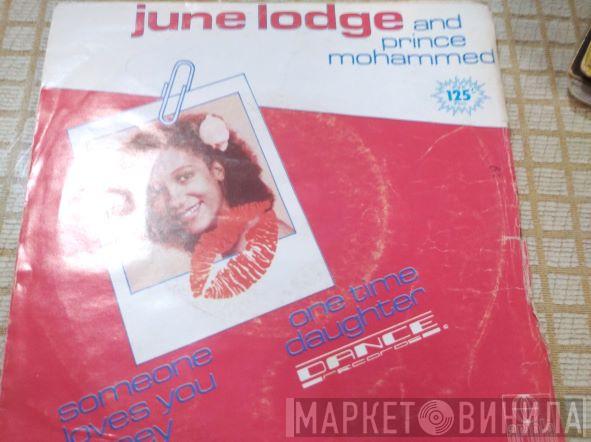 june lodge and
prince
mohammed
125
one time
daughter
DANCE
records
someone
loves you
МАРКЕТ ВИНИЛА